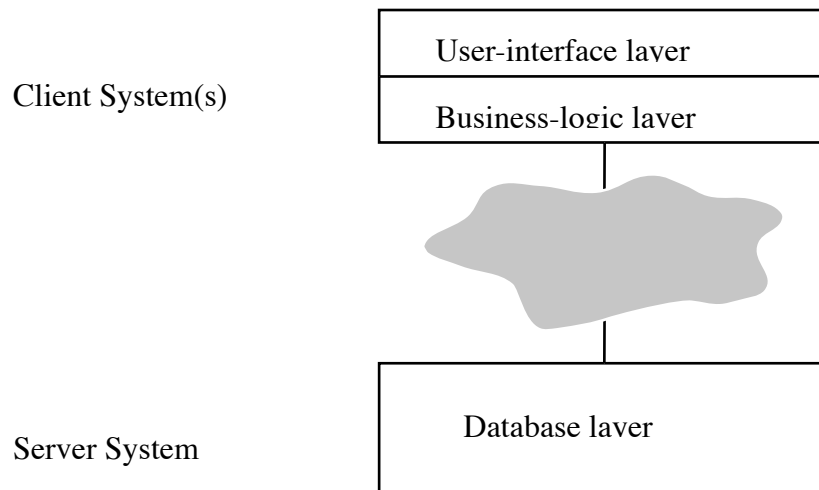 User-interface layer
Client System(s)
Business-logic layer
Database layer
Server System